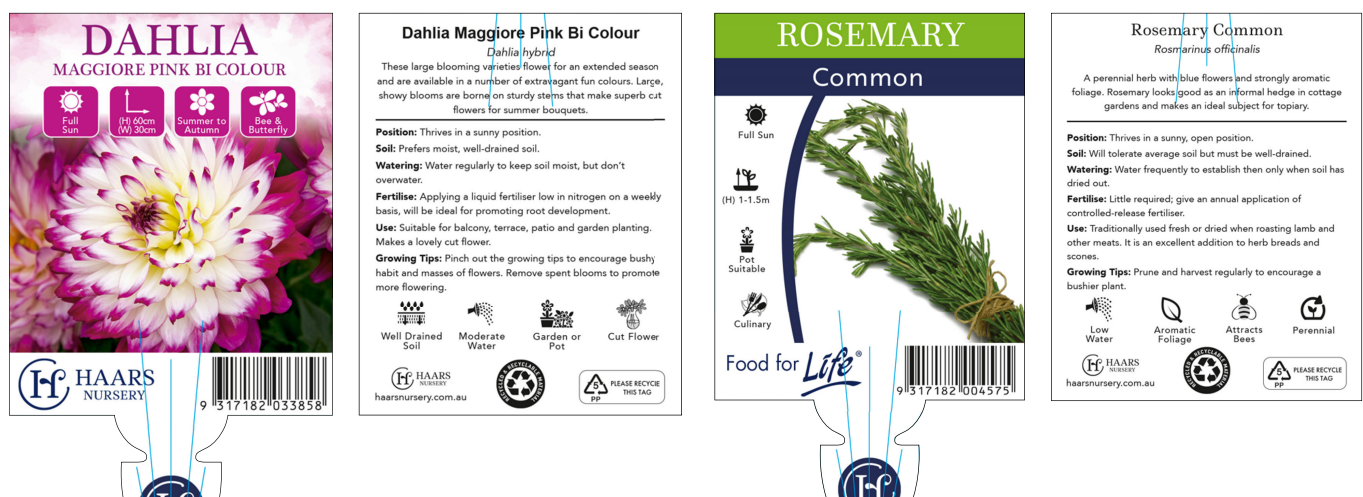 DAHLIA
MAGGIORE PINK BI COLOUR
Full
Sun
(H) 60cm
(W) 30cm
Summer to
Autumn
Bee &
Butterfly
HAARS
NURSERY
9 317182 033858
Dahlia Maggiore Pink Bi Colour
Dahlia hybrid
These large blooming varieties flower for an extended season
and are available in a number of extravagant fun colours. Large,
showy blooms are borne on sturdy stems that make superb cut
flowers for summer bouquets.
Position: Thrives in a sunny position.
Soil: Prefers moist, well-drained soil.
Watering: Water regularly to keep soil moist, but don't
overwater.
Fertilise: Applying a liquid fertiliser low in nitrogen on a weekly
basis, will be ideal for promoting root development.
Use: Suitable for balcony, terrace, patio and garden planting.
Makes a lovely cut flower.
Growing Tips: Pinch out the growing tips to encourage bushy
habit and masses of flowers. Remove spent blooms to promote
more flowering.
Well Drained
Soil
Moderate
Water
Garden or
Pot
Cut Flower
HAARS
NURSERY
haarsnursery.com.au
RECYCLED & RECYCLABLE MATERIAL
5
PP
PLEASE RECYCLE
THIS TAG
ROSEMARY
Common
Full Sun
(H) 1-1.5m
Pot
Suitable
Culinary
Food for Life®
9 317182 004575
Rosemary Common
Rosmarinus officinalis
A perennial herb with blue flowers and strongly aromatic
foliage. Rosemary looks good as an informal hedge in cottage
gardens and makes an ideal subject for topiary.
Position: Thrives in a sunny, open position.
Soil: Will tolerate average soil but must be well-drained.
Watering: Water frequently to establish then only when soil has
dried out.
Fertilise: Little required; give an annual application of
controlled-release fertiliser.
Use: Traditionally used fresh or dried when roasting lamb and
other meats. It is an excellent addition to herb breads and
scones.
Growing Tips: Prune and harvest regularly to encourage a
bushier plant.
Low
Water
Aromatic
Foliage
Attracts
Bees
Perennial
HAARS
NURSERY
haarsnursery.com.au
RECYCLED & RECYCLABLE MATERIAL
5
PP
PLEASE RECYCLE
THIS TAG